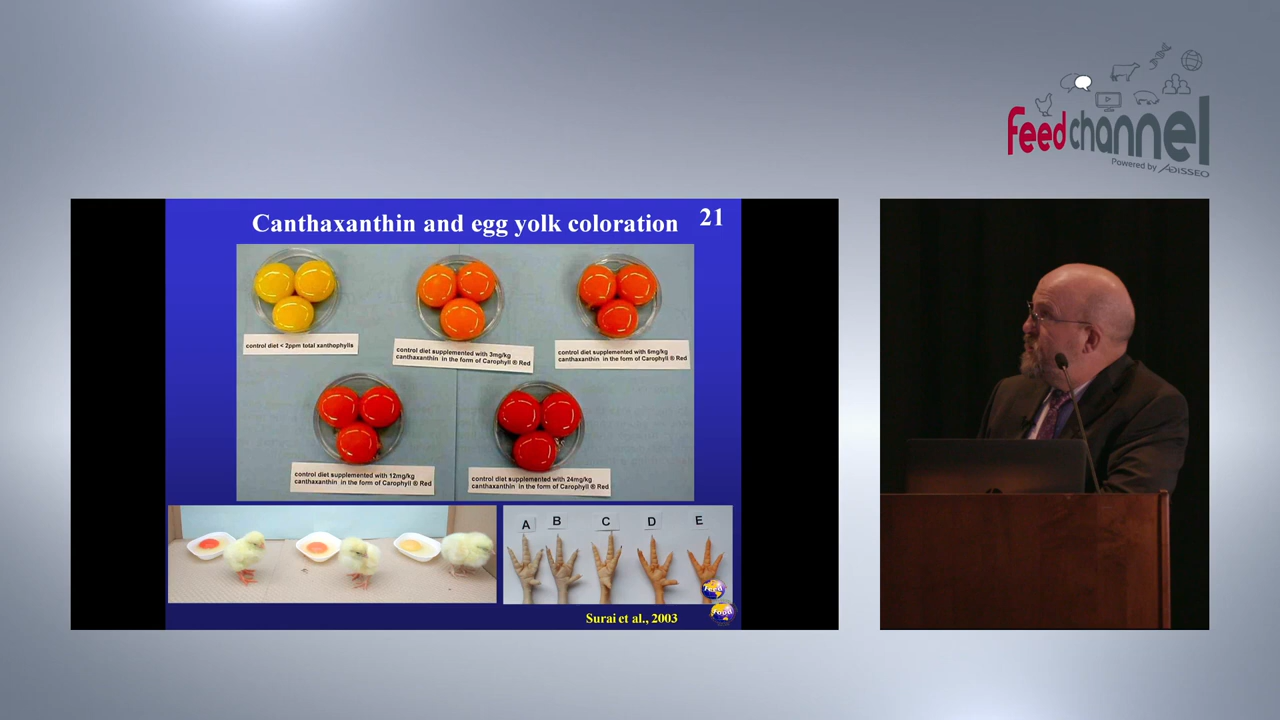 feedchannel
Powered by ADISSEO
Canthaxanthin and egg yolk coloration
21
control diet < 2ppm total xanthophylls
control diet supplemented with 3mg/kg
canthaxanthin in the form of Carophyll ® Red
control diet supplemented with 6mg/kg
canthaxanthin in the form of Carophyll ® Red
control diet supplemented with 12mg/kg
canthaxanthin in the form of Carophyll ® Red
control diet supplemented with 24mg/kg
canthaxanthin in the form of Carophyll ® Red
A B C D E
Feed
Food
Surai et al., 2003